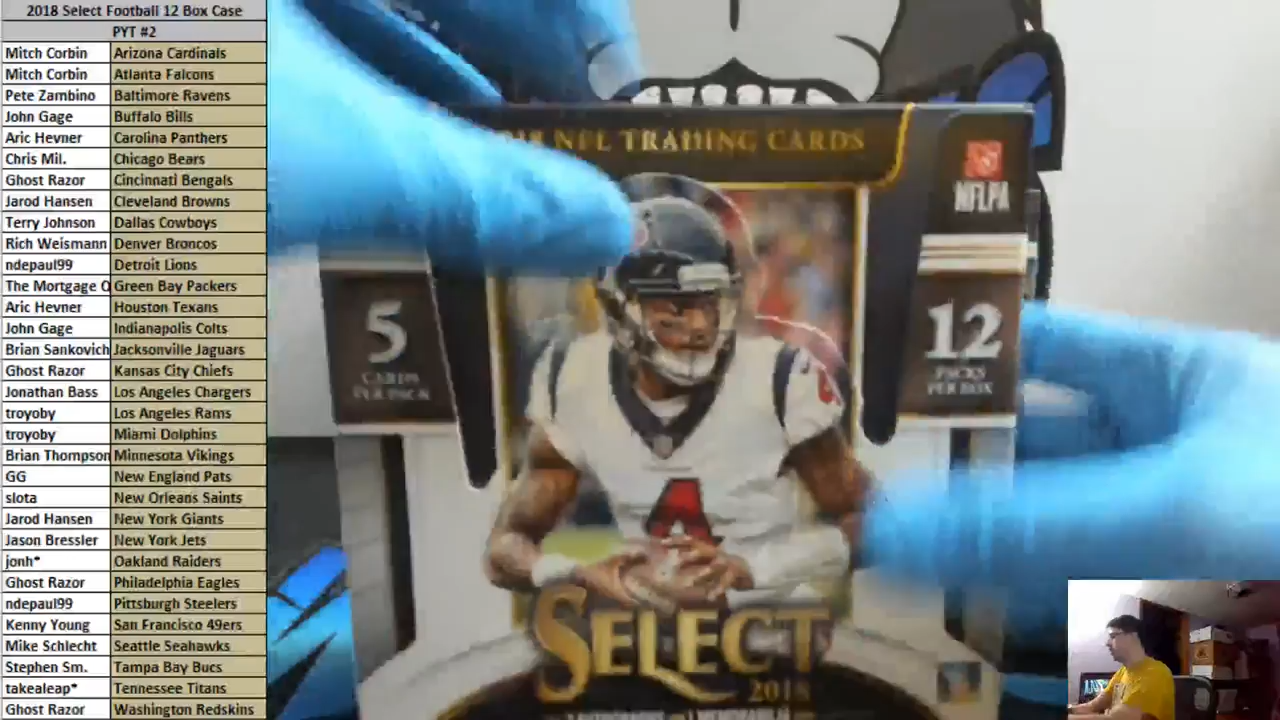 2018 Select Football 12 Box Case
PYT #2
Mitch Corbin Arizona Cardinals
Mitch Corbin Atlanta Falcons
Pete Zambino Baltimore Ravens
John Gage Buffalo Bills
Aric Hevner Carolina Panthers
Chris Mil. Chicago Bears
Ghost Razor Cincinnati Bengals
Jarod Hansen Cleveland Browns
Terry Johnson Dallas Cowboys
Rich Weismann Denver Broncos
ndepaul99 Detroit Lions
The Mortgage Green Bay Packers
Aric Hevner Houston Texans
John Gage Indianapolis Colts
Brian Sankovich Jacksonville Jaguars
Ghost Razor Kansas City Chiefs
Jonathan Bass Los Angeles Chargers
troyoby Los Angeles Rams
troyoby Miami Dolphins
Brian Thompson Minnesota Vikings
GG New England Pats
slota New Orleans Saints
Jarod Hansen New York Giants
Jason Bressler New York Jets
jonh* Oakland Raiders
Ghost Razor Philadelphia Eagles
ndepaul99 Pittsburgh Steelers
Kenny Young San Francisco 49ers
Mike Schlecht Seattle Seahawks
Stephen Sm. Tampa Bay Bucs
takealeap* Tennessee Titans
Ghost Razor Washington Redskins
NFL TRADING CARDS
NFLPA
5
CARDS
PER PACK
12
PACKS
PER BOX
4
SELECT
2018